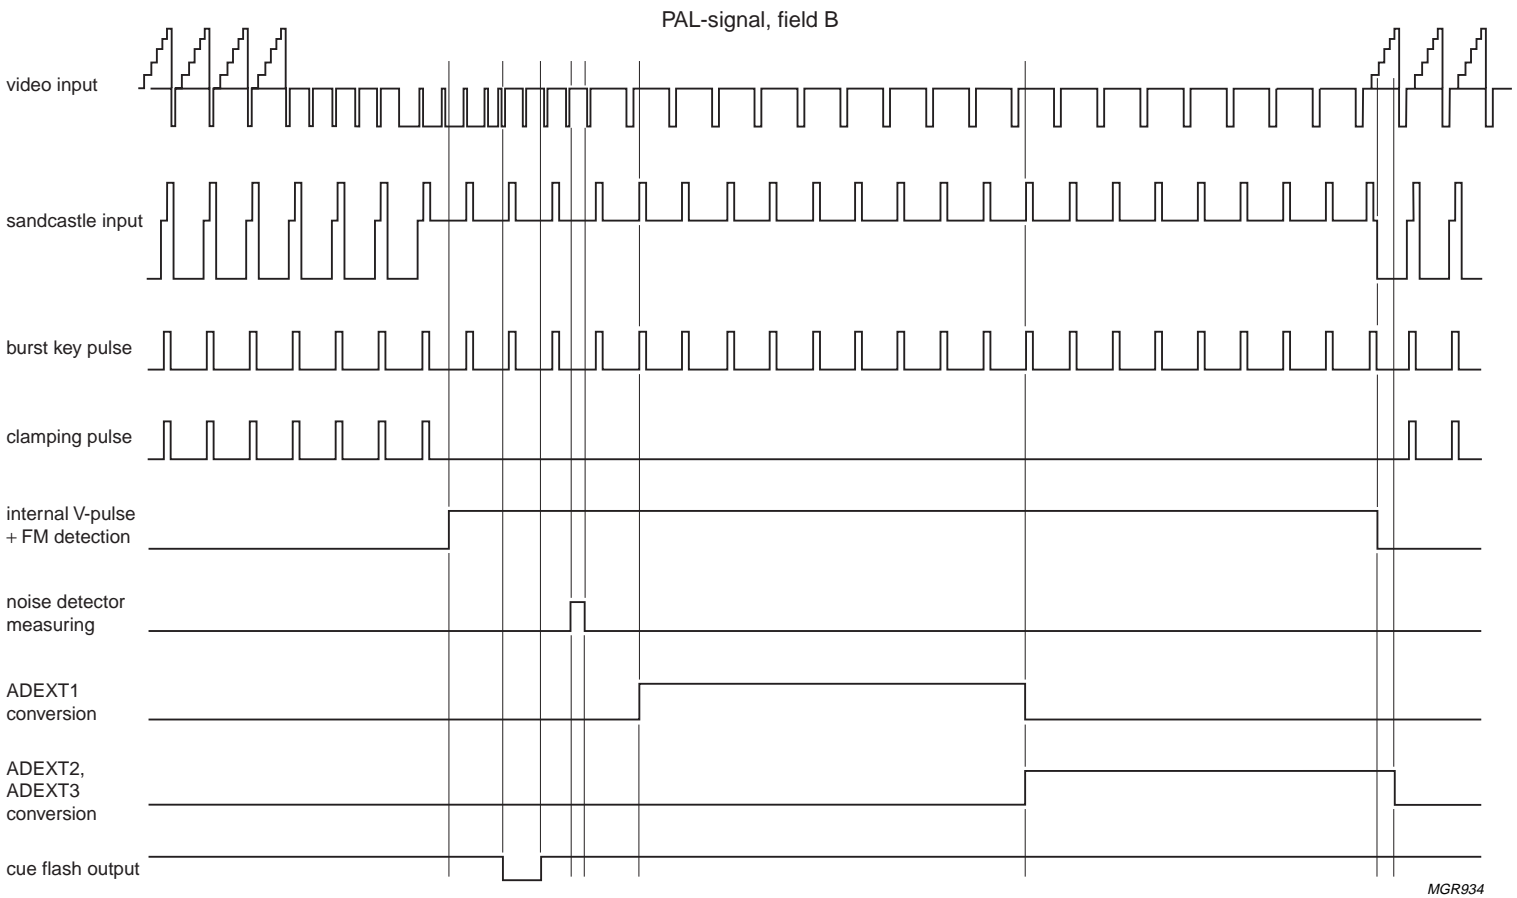 PAL-signal, field B
video input
sandcastle input
burst key pulse
clamping pulse
internal V-pulse
+ FM detection
noise detector
measuring
ADEXT1
conversion
ADEXT2,
ADEXT3
conversion
cue flash output
MGR934